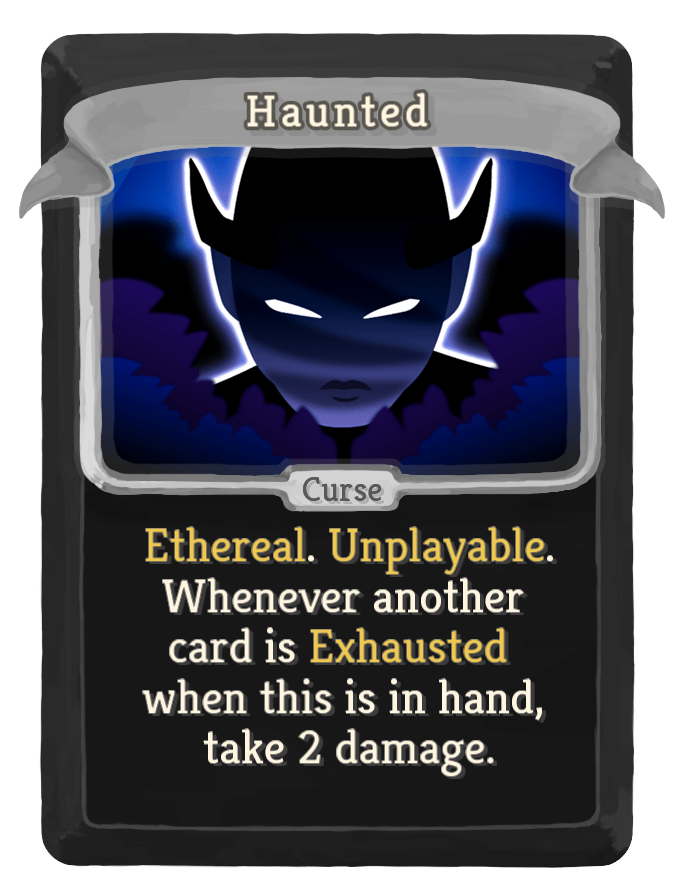 Haunted
Curse
Ethereal. Unplayable.
Whenever another
card is Exhausted
when this is in hand,
take 2 damage.